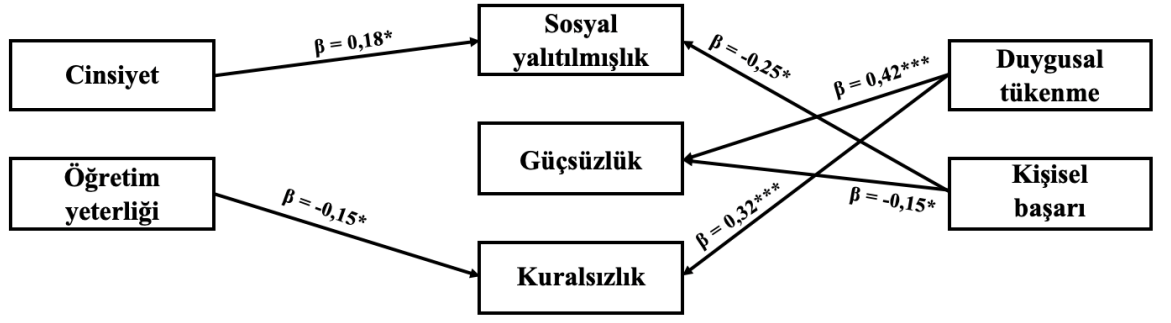 Cinsiyet
Öğretim
yeterliği
β = 0,18*
β = -0,15*
Sosyal
yalıtılmışlık
Güçsüzlük
Kuralsızlık
β = -0,25*
β = 0,42***
β = 0,32***
β = -0,15*
Duygusal
tükenme
Kişisel
başarı